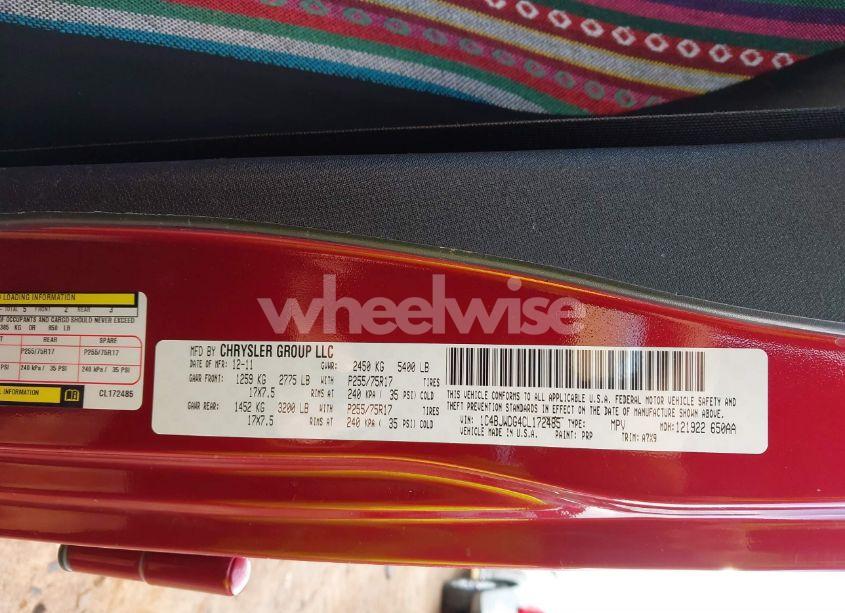 wheelwise
LOADING INFORMATION
TOTAL 5 FRONT 2 REAR 3
OF OCCUPANTS AND CARGO SHOULD NEVER EXCEED
385 KG OR 850 LB
REAR SPARE
P255/75R17 P255/75R17
240 kPa / 35 PSI 240 kPa / 35 PSI
INFORMATION CL172485
MFD BY CHRYSLER GROUP LLC
DATE OF MFR: 12-11 GVWR: 2450 KG 5400 LB
GAWR FRONT: 1259 KG 2775 LB WITH P255/75R17 TIRES
17X7.5 RIMS AT 240 KPA ( 35 PSI) COLD
GAWR REAR: 1452 KG 3200 LB WITH P255/75R17 TIRES
17X7.5 RIMS AT 240 KPA ( 35 PSI) COLD
THIS VEHICLE CONFORMS TO ALL APPLICABLE U.S.A. FEDERAL MOTOR VEHICLE SAFETY AND
THEFT PREVENTION STANDARDS IN EFFECT ON THE DATE OF MANUFACTURE SHOWN ABOVE.
VIN: 1C4BJWDG4CL172485 TYPE: MPV MDH: 121922 650AA
VEHICLE MADE IN U.S.A. PAINT: PRP TRIM: A7X9